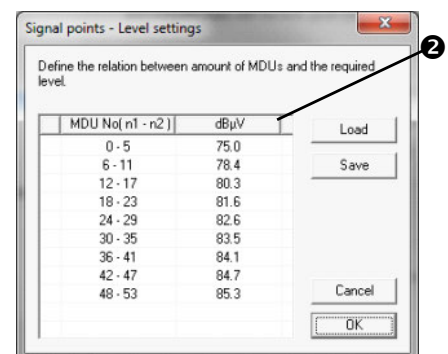 Signal points - Level settings
x
❷
Define the relation between amount of MDUs and the required
level.
MDU No( n1 - n2 ) dBµV
Load
0 - 5 75.0
6 - 11 78.4
Save
12 - 17 80.3
18 - 23 81.6
24 - 29 82.6
30 - 35 83.5
36 - 41 84.1
42 - 47 84.7
48 - 53 85.3
Cancel
OK